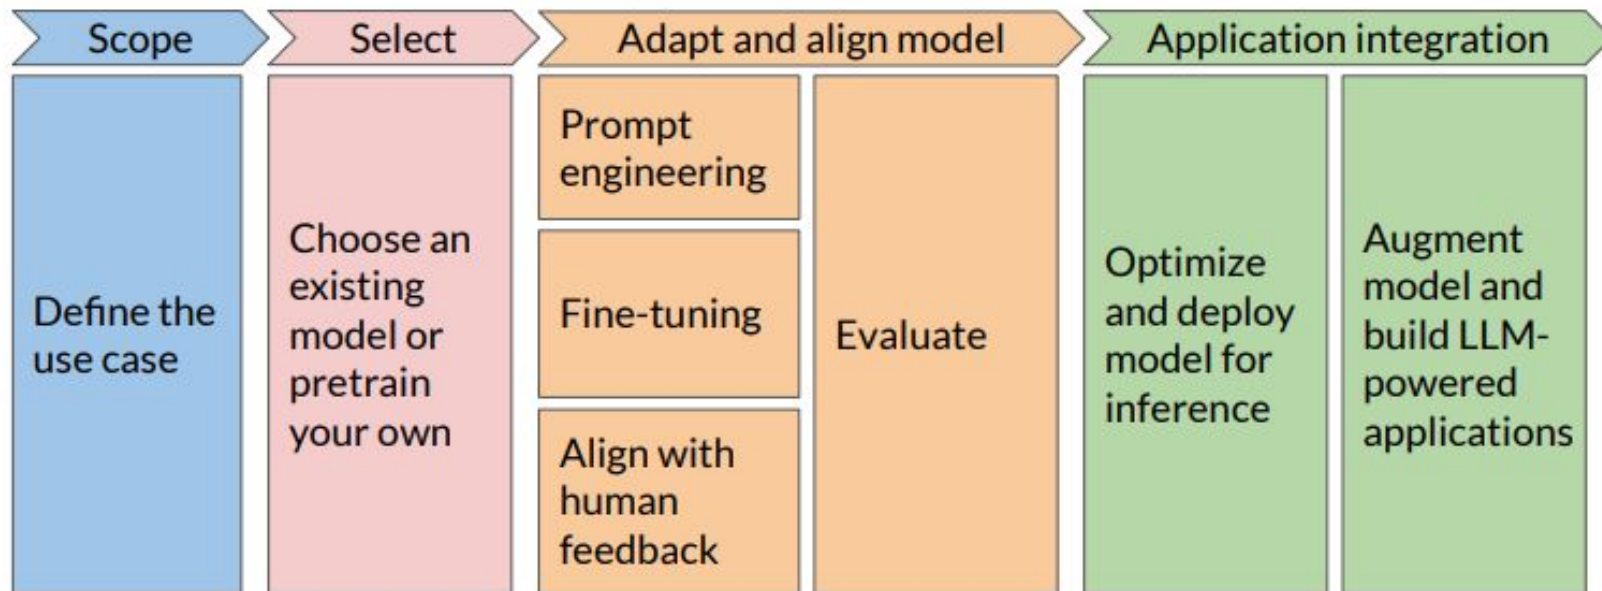 Scope
Select
Adapt and align model
Application integration
Define the
use case
Choose an
existing
model or
pretrain
your own
Prompt
engineering
Fine-tuning
Align with
human
feedback
Evaluate
Optimize
and deploy
model for
inference
Augment
model and
build LLM-
powered
applications